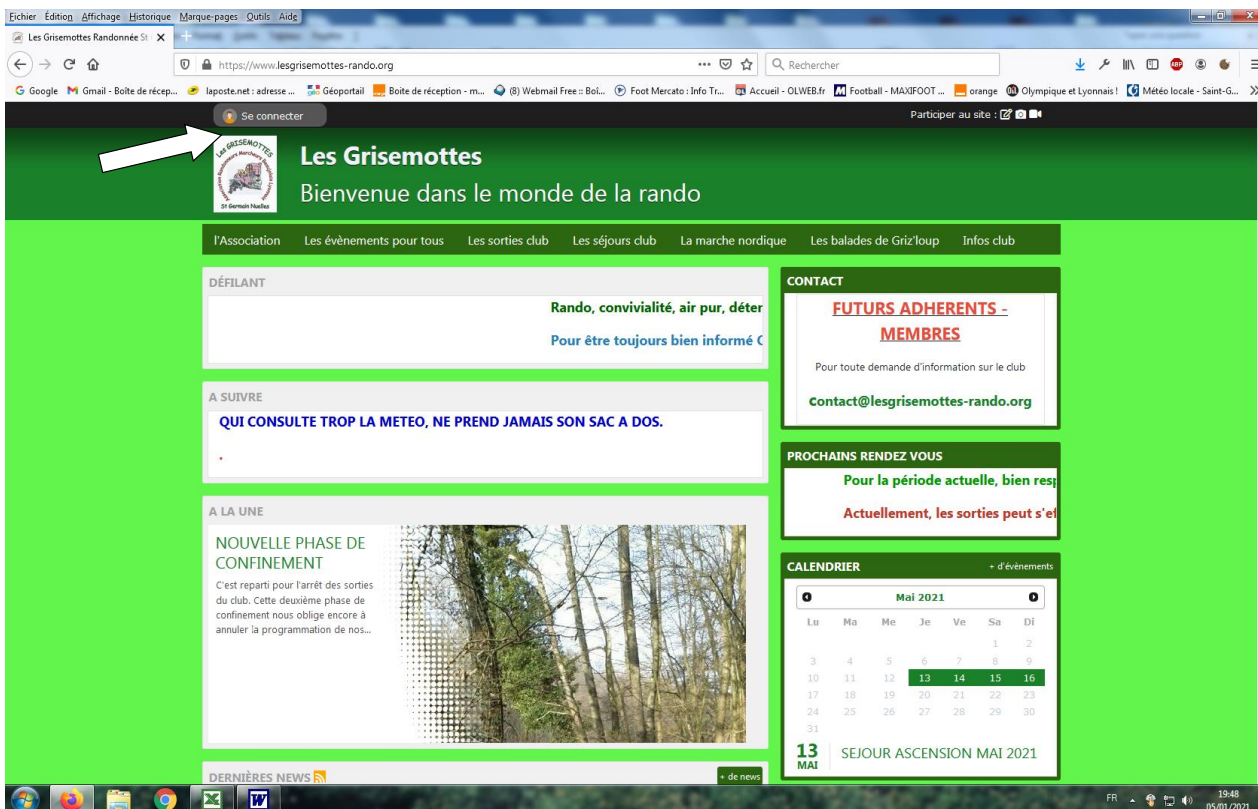 Fichier Édition Affichage Historique Marque-pages Outils Aide
Les Grisemottes Randonnée St
https://www.lesgrisemottes-rando.org
Rechercher
Google Gmail - Boîte de récep... laposte.net : adresse ... Géoportail Boite de réception - m... (8) Webmail Free :: Boî... Foot Mercato : Info Tr... Accueil - OLWEB.fr Football - MAXIFOOT ... orange Olympique et Lyonnais ! Météo locale - Saint-G...
Se connecter
Participer au site :
Les GRISEMOTTES
St Germain Nuelles
Les Grisemottes
Bienvenue dans le monde de la rando
l'Association Les évènements pour tous Les sorties club Les séjours club La marche nordique Les balades de Griz'loup Infos club
DÉFILANT
Rando, convivialité, air pur, déter
Pour être toujours bien informé
A SUIVRE
QUI CONSULTE TROP LA METEO, NE PREND JAMAIS SON SAC A DOS.
.
A LA UNE
NOUVELLE PHASE DE
CONFINEMENT
C'est reparti pour l'arrêt des sorties
du club. Cette deuxième phase de
confinement nous oblige encore à
annuler la programmation de nos...
DERNIÈRES NEWS
+ de news
CONTACT
FUTURS ADHERENTS -
MEMBRES
Pour toute demande d'information sur le club
contact@lesgrisemottes-rando.org
PROCHAINS RENDEZ VOUS
Pour la période actuelle, bien resp
Actuellement, les sorties peut s'ef
CALENDRIER
+ d'évènements
Mai 2021
Lu Ma Me Je Ve Sa Di
1 2
3 4 5 6 7 8 9
10 11 12 13 14 15 16
17 18 19 20 21 22 23
24 25 26 27 28 29 30
31
13
MAI
SEJOUR ASCENSION MAI 2021
FR
19:48
05/01/2021